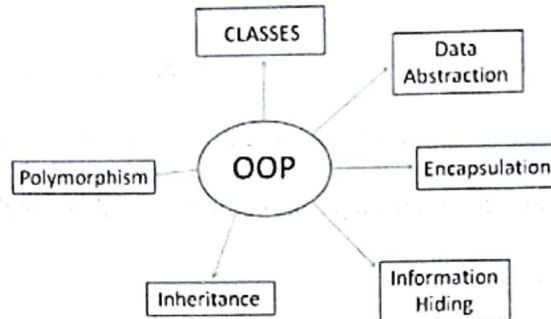 CLASSES
Data
Abstraction
Polymorphism
OOP
Encapsulation
Inheritance
Information
Hiding